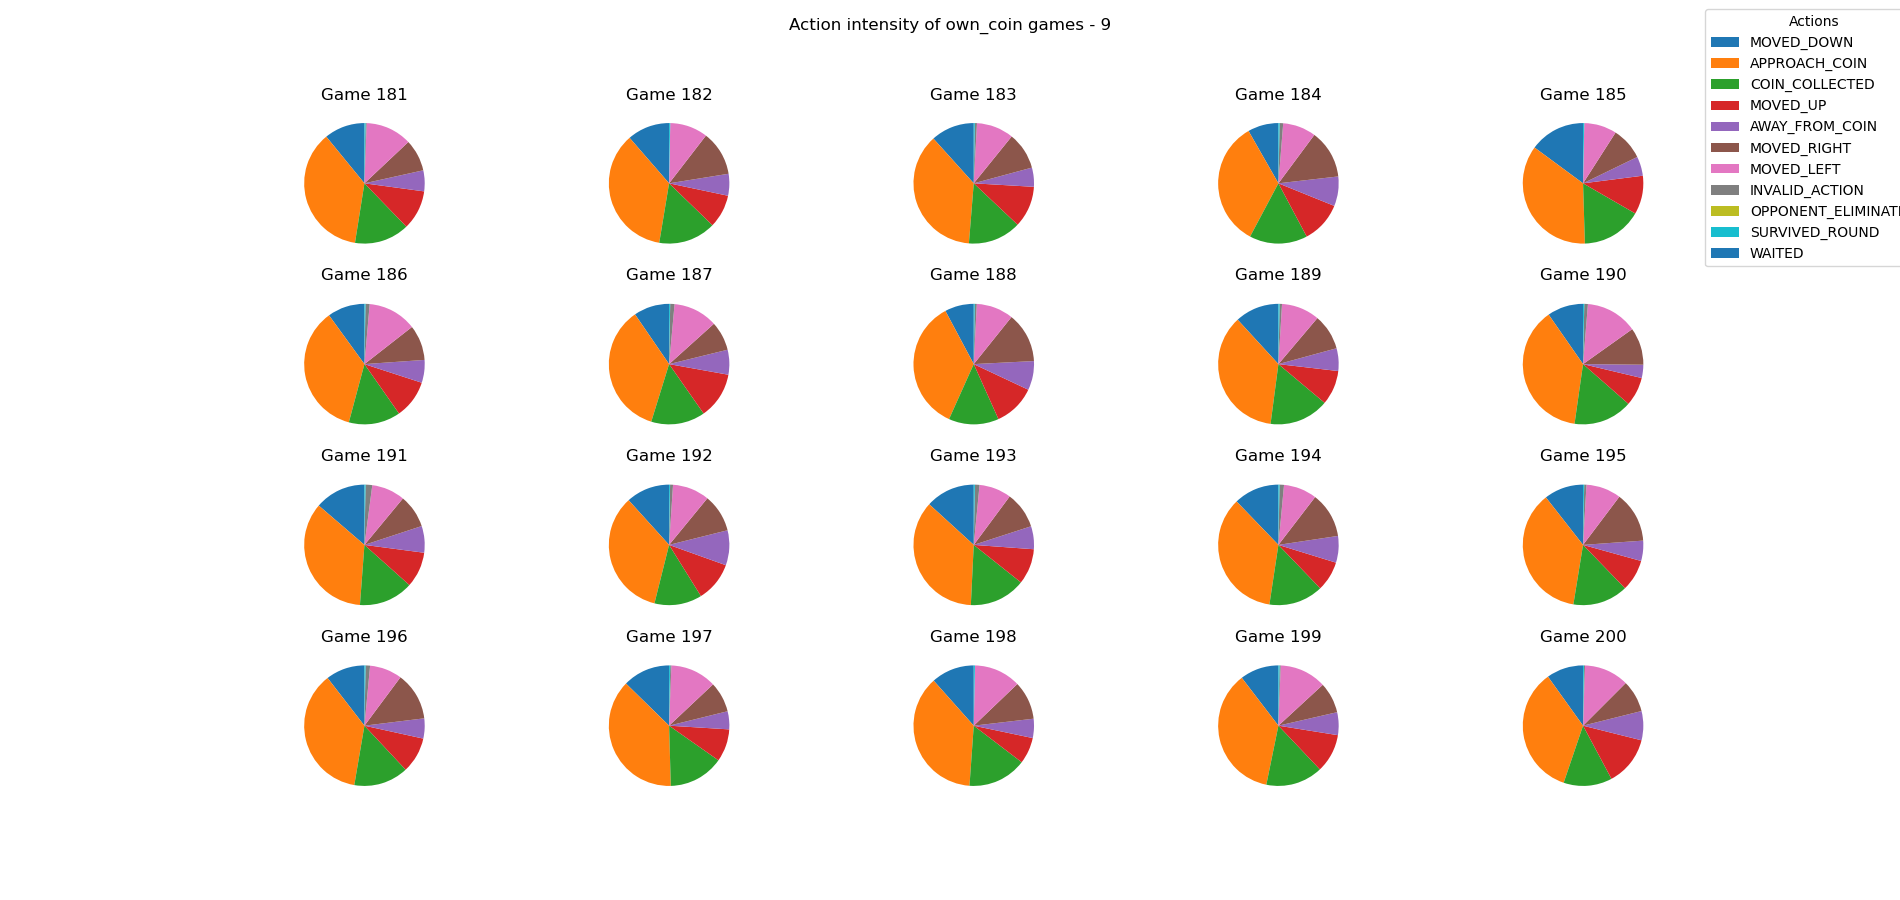 Action intensity of own_coin games - 9
Actions
MOVED_DOWN
APPROACH_COIN
COIN_COLLECTED
MOVED_UP
AWAY_FROM_COIN
MOVED_RIGHT
MOVED_LEFT
INVALID_ACTION
OPPONENT_ELIMINATI
SURVIVED_ROUND
WAITED
Game 181
Game 182
Game 183
Game 184
Game 185
Game 186
Game 187
Game 188
Game 189
Game 190
Game 191
Game 192
Game 193
Game 194
Game 195
Game 196
Game 197
Game 198
Game 199
Game 200